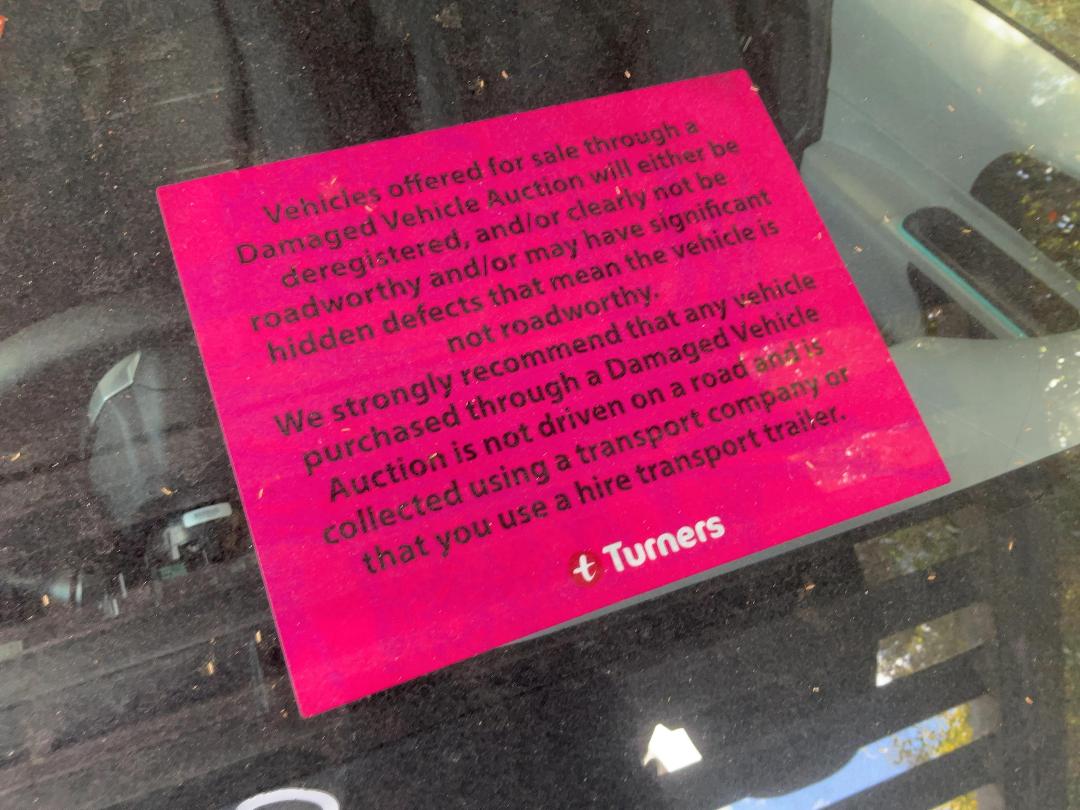 Vehicles offered for sale through a
Damaged Vehicle Auction will either be
deregistered, and/or clearly not be
roadworthy and/or may have significant
hidden defects that mean the vehicle is
not roadworthy.
We strongly recommend that any vehicle
purchased through a Damaged Vehicle
Auction is not driven on a road and is
collected using a transport company or
that you use a hire transport trailer.
t Turners